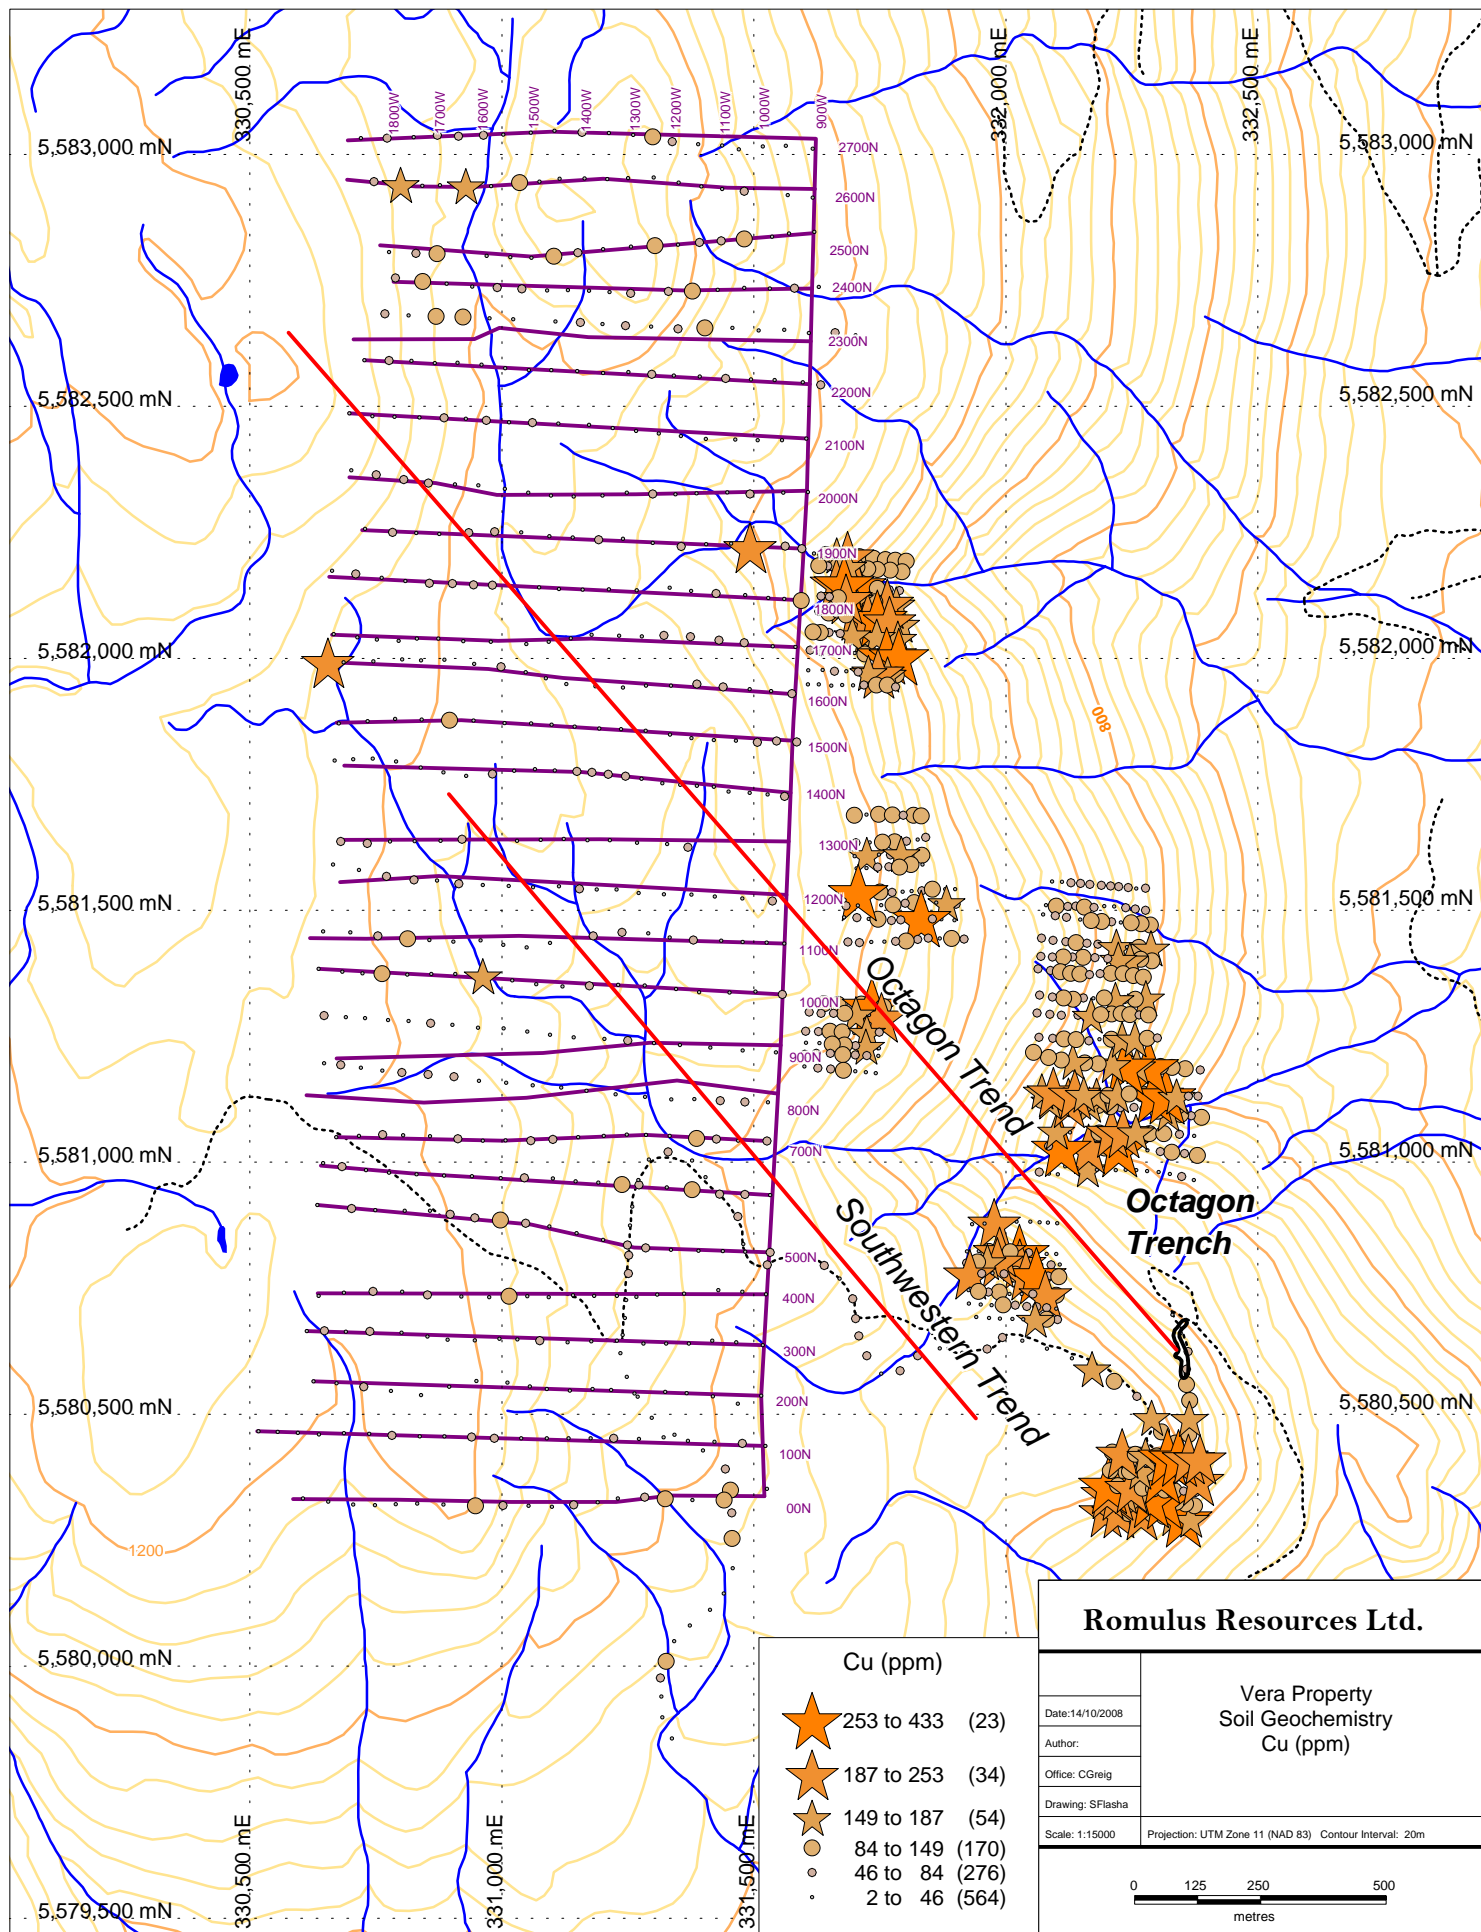 330,500 mE
332,000 mE
332,500 mE
1800W
1700W
1600W
1500W
1400W
1300W
1200W
1100W
1000W
900W
5,583,000 mN
5,583,000 mN
2700N
2600N
2500N
2400N
2300N
2200N
5,582,500 mN
5,582,500 mN
2100N
2000N
1900N
1800N
1700N
5,582,000 mN
5,582,000 mN
1600N
800
1500N
1400N
1300N
1200N
5,581,500 mN
5,581,500 mN
1100N
Octagon Trend
1000N
900N
800N
700N
5,581,000 mN
5,581,000 mN
Octagon
Trench
Southwestern Trend
500N
400N
300N
200N
5,580,500 mN
5,580,500 mN
100N
00N
1200
5,580,000 mN
330,500 mE
331,000 mE
331,500 mE
5,579,500 mN
Cu (ppm)
253 to 433 (23)
187 to 253 (34)
149 to 187 (54)
84 to 149 (170)
46 to 84 (276)
2 to 46 (564)
Romulus Resources Ltd.
Date:14/10/2008
Author:
Office: CGreig
Drawing: SFlasha
Scale: 1:15000
Vera Property
Soil Geochemistry
Cu (ppm)
Projection: UTM Zone 11 (NAD 83) Contour Interval: 20m
0 125 250 500
metres